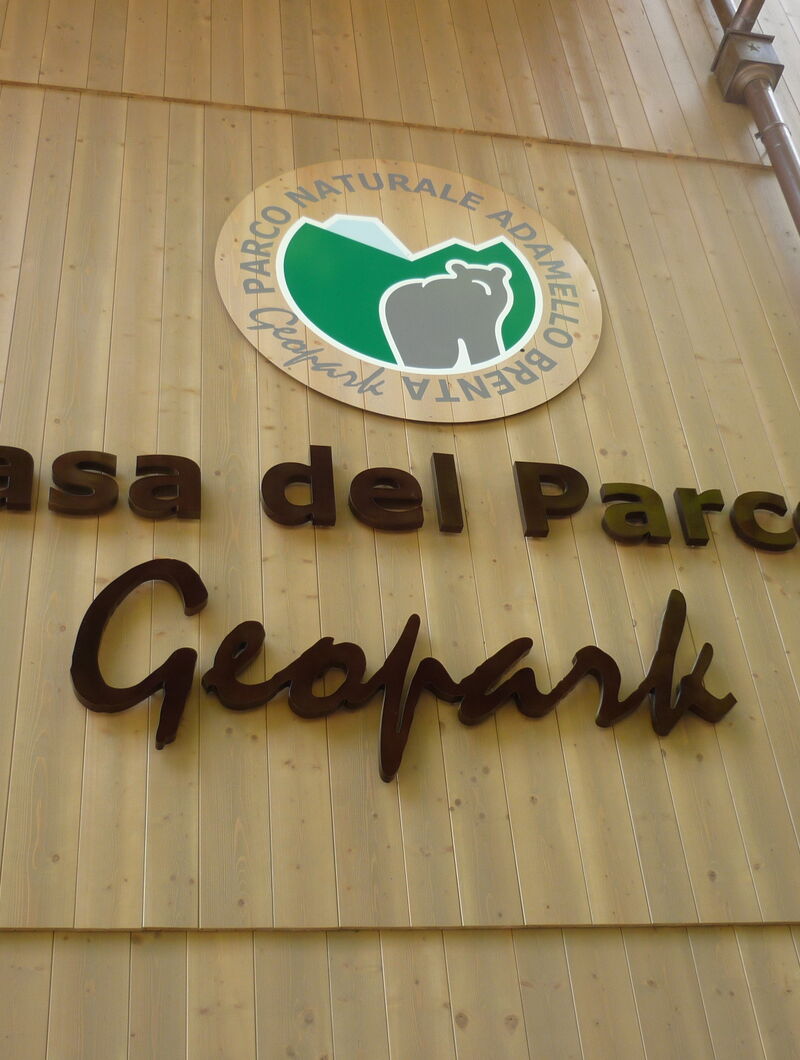 PARCO NATURALE ADAMELLO BRENTA
Geopark
asa del Parc
Geopark